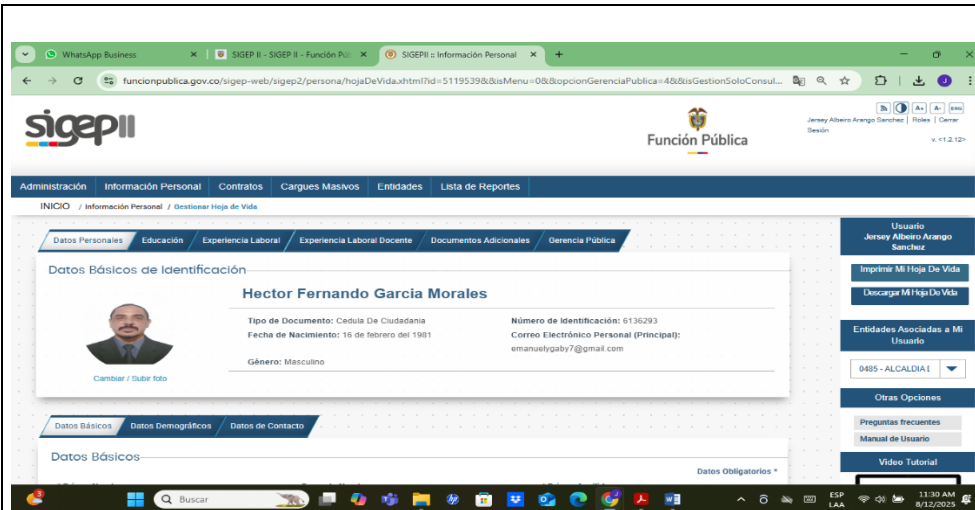 WhatsApp Business
SIGEP II - SIGEP II - Función Púb
SIGEPII :: Información Personal
funcionpublica.gov.co/sigep-web/sigep2/persona/hojaDeVida.xhtml?id=5119539&&isMenu=0&&opcionGerenciaPublica=4&&isGestionSoloConsul...
sigepII
Función Pública
A+ A- ENG
Jersey Albeiro Arango Sanchez | Roles | Cerrar Sesión
v. <1.2.12>
Administración Información Personal Contratos Cargues Masivos Entidades Lista de Reportes
INICIO / Información Personal / Gestionar Hoja de Vida
Datos Personales Educación Experiencia Laboral Experiencia Laboral Docente Documentos Adicionales Gerencia Pública
Datos Básicos de Identificación
Hector Fernando Garcia Morales
Tipo de Documento: Cedula De Ciudadania
Número de Identificación: 6136293
Fecha de Nacimiento: 16 de febrero del 1981
Correo Electrónico Personal (Principal):
emanuelygaby7@gmail.com
Género: Masculino
Cambiar / Subir foto
Datos Básicos Datos Demográficos Datos de Contacto
Datos Básicos
Datos Obligatorios *
Usuario
Jersey Albeiro Arango
Sanchez
Imprimir Mi Hoja De Vida
Descargar Mi Hoja De Vida
Entidades Asociadas a Mi
Usuario
0485 - ALCALDIA
Otras Opciones
Preguntas frecuentes
Manual de Usuario
Video Tutorial
Buscar
ESP
LAA
11:30 AM
8/12/2025